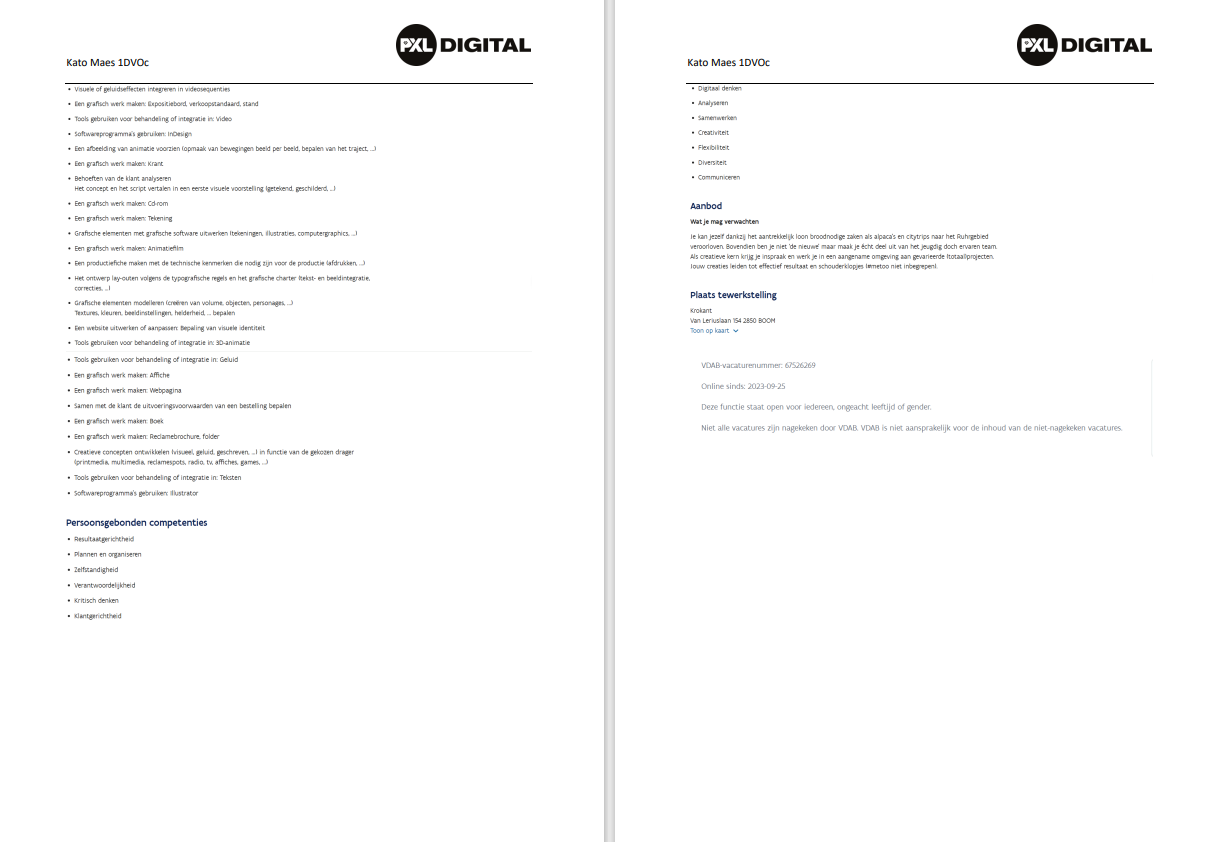 PXL DIGITAL
Kato Maes 1DVOc
• Visuele of geluidseffecten integreren in videosequenties
• Een grafisch werk maken: Expositiebord, verkoopstandaard, stand
• Tools gebruiken voor behandeling of integratie in: Video
• Softwareprogramma's gebruiken: InDesign
• Een afbeelding van animatie voorzien (opmaak van bewegingen beeld per beeld, bepalen van het traject, ...)
• Een grafisch werk maken: Krant
• Behoeften van de klant analyseren
Het concept en het script vertalen in een eerste visuele voorstelling (getekend, geschilderd, ...)
• Een grafisch werk maken: Cd-rom
• Een grafisch werk maken: Tekening
• Grafische elementen met grafische software uitwerken (tekeningen, illustraties, computergraphics, ...)
• Een grafisch werk maken: Animatiefilm
• Een productiefiche maken met de technische kenmerken die nodig zijn voor de productie (afdrukken, ...)
• Het ontwerp lay-outen volgens de typografische regels en het grafische charter (tekst- en beeldintegratie,
correcties, ...)
• Grafische elementen modelleren (creëren van volume, objecten, personages, ...)
Textures, kleuren, beeldinstellingen, helderheid, ... bepalen
• Een website uitwerken of aanpassen: Bepaling van visuele identiteit
• Tools gebruiken voor behandeling of integratie in: 3D-animatie
• Tools gebruiken voor behandeling of integratie in: Geluid
• Een grafisch werk maken: Affiche
• Een grafisch werk maken: Webpagina
• Samen met de klant de uitvoeringsvoorwaarden van een bestelling bepalen
• Een grafisch werk maken: Boek
• Een grafisch werk maken: Reclamebrochure, folder
• Creatieve concepten ontwikkelen (visueel, geluid, geschreven, ...) in functie van de gekozen drager
(printmedia, multimedia, reclamespots, radio, tv, affiches, games, ...)
• Tools gebruiken voor behandeling of integratie in: Teksten
• Softwareprogramma's gebruiken: Illustrator
Persoonsgebonden competenties
• Resultaatgerichtheid
• Plannen en organiseren
• Zelfstandigheid
• Verantwoordelijkheid
• Kritisch denken
• Klantgerichtheid
PXL DIGITAL
Kato Maes 1DVOc
• Digitaal denken
• Analyseren
• Samenwerken
• Creativiteit
• Flexibiliteit
• Diversiteit
• Communiceren
Aanbod
Wat je mag verwachten
Je kan jezelf dankzij het aantrekkelijk loon broodnodige zaken als alpaca's en citytrips naar het Ruhrgebied
veroorloven. Bovendien ben je niet 'de nieuwe' maar maak je écht deel uit van het jeugdig doch ervaren team.
Als creatieve kern krijg je inspraak en werk je in een aangename omgeving aan gevarieerde (totaal)projecten.
Jouw creaties leiden tot effectief resultaat en schouderklopjes (#metoo niet inbegrepen).
Plaats tewerkstelling
Krokant
Van Leriuslaan 154 2850 BOOM
Toon op kaart
VDAB-vacaturenummer: 67526269
Online sinds: 2023-09-25
Deze functie staat open voor iedereen, ongeacht leeftijd of gender.
Niet alle vacatures zijn nagekeken door VDAB. VDAB is niet aansprakelijk voor de inhoud van de niet-nagekeken vacatures.